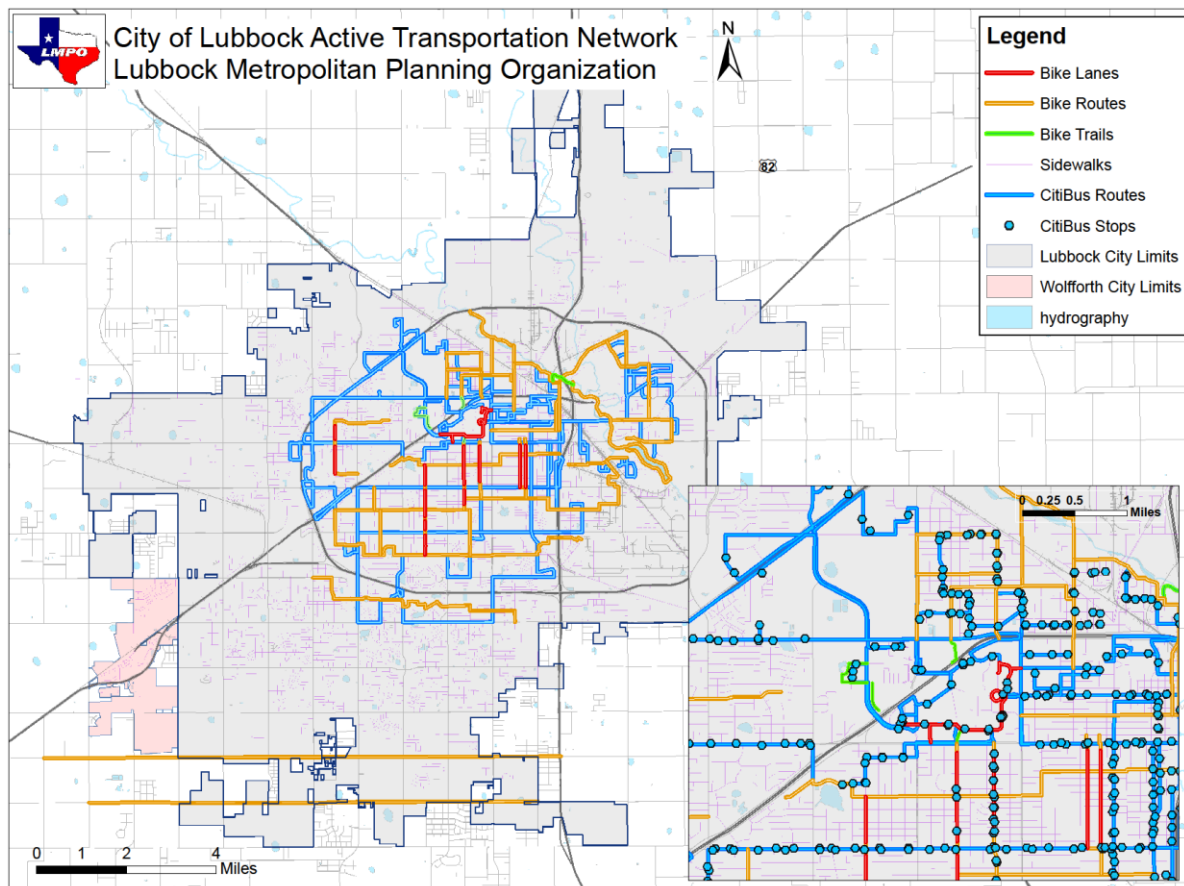 LMPO
City of Lubbock Active Transportation Network
Lubbock Metropolitan Planning Organization
N
82
Legend
Bike Lanes
Bike Routes
Bike Trails
Sidewalks
CitiBus Routes
CitiBus Stops
Lubbock City Limits
Wolfforth City Limits
hydrography
0 0.25 0.5 1
Miles
0 1 2 4
Miles